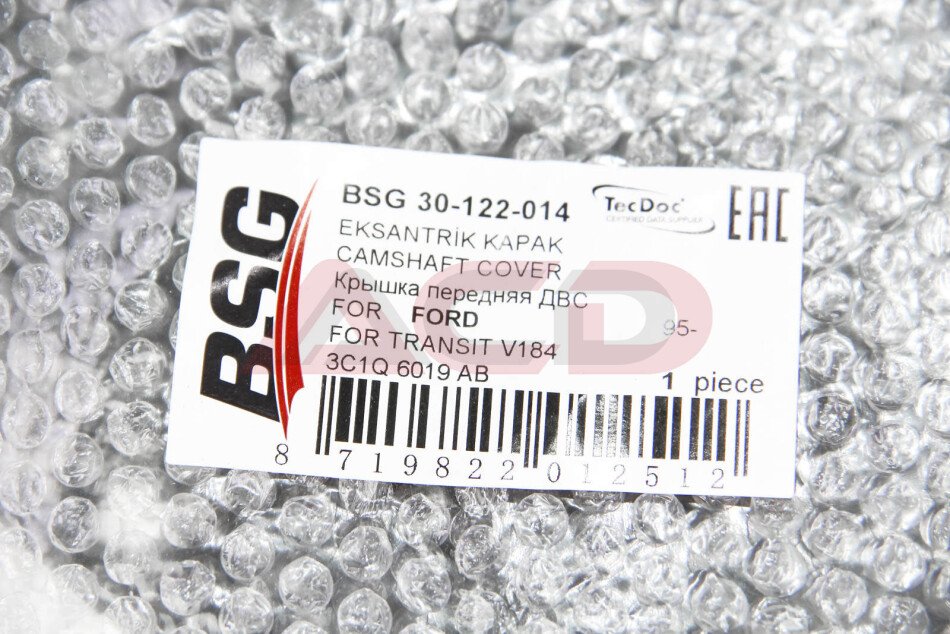 BSG
BSG 30-122-014
TecDoc
CERTIFIED DATA SUPPLIER
EAC
EKSANTRİK KAPAK
CAMSHAFT COVER
Крышка передняя ДВС
FOR FORD
95-
FOR TRANSIT V184
3C1Q 6019 AB
1 piece
8 719822 012512
ACD